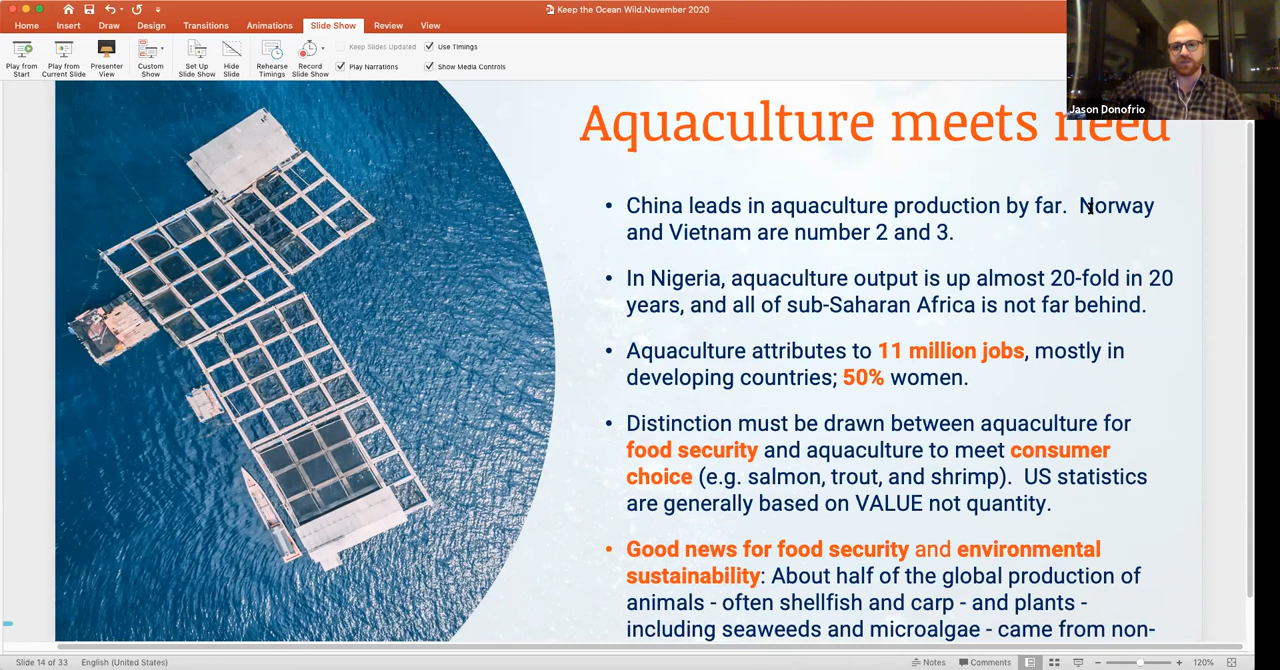 Keep the Ocean Wild.November 2020
Home Insert Draw Design Transitions Animations Slide Show Review View
Play from Start
Play from Current Slide
Presenter View
Custom Show
Set Up Slide Show
Hide Slide
Rehearse Timings
Record Slide Show
Keep Slides Updated
Use Timings
Play Narrations
Show Media Controls
Jason Donofrio
Aquaculture meets need
• China leads in aquaculture production by far. Norway
and Vietnam are number 2 and 3.
• In Nigeria, aquaculture output is up almost 20-fold in 20
years, and all of sub-Saharan Africa is not far behind.
• Aquaculture attributes to 11 million jobs, mostly in
developing countries; 50% women.
• Distinction must be drawn between aquaculture for
food security and aquaculture to meet consumer
choice (e.g. salmon, trout, and shrimp). US statistics
are generally based on VALUE not quantity.
• Good news for food security and environmental
sustainability: About half of the global production of
animals - often shellfish and carp - and plants -
including seaweeds and microalgae - came from non-
Slide 14 of 33 English (United States) Notes Comments 120%